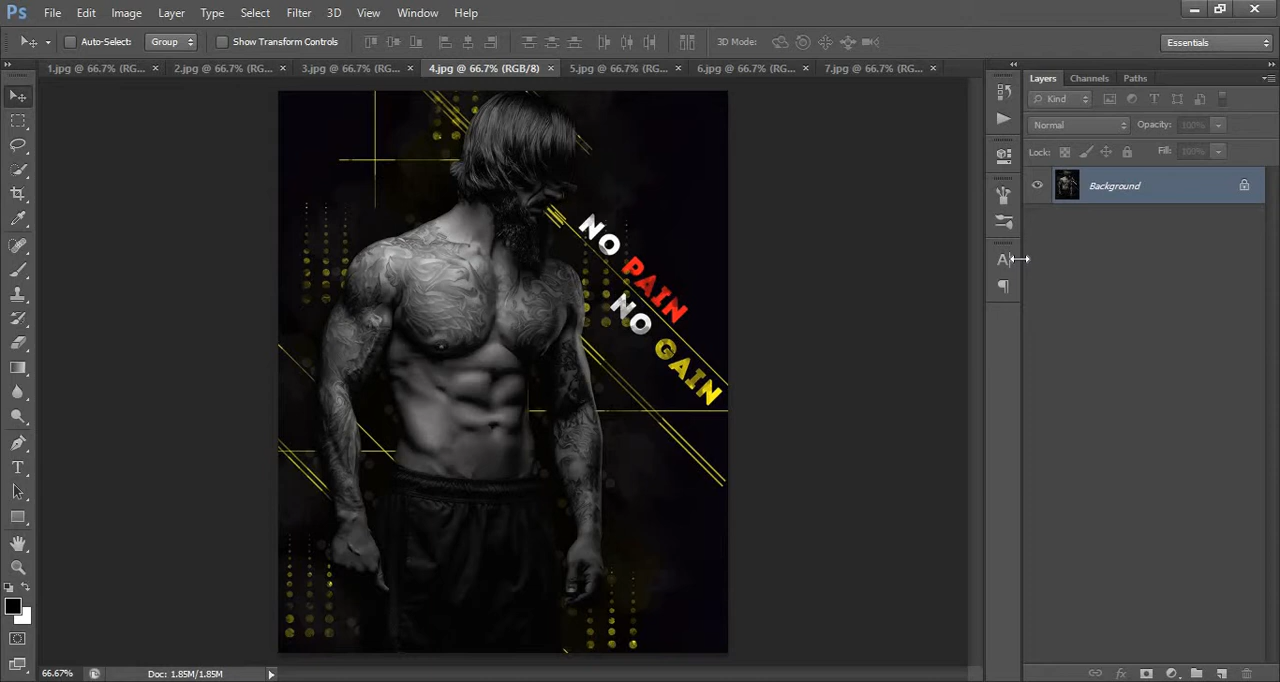 Ps File Edit Image Layer Type Select Filter 3D View Window Help
Auto-Select: Group Show Transform Controls 3D Mode: Essentials
1.jpg @ 66.7% (RG... × 2.jpg @ 66.7% (RG... × 3.jpg @ 66.7% (RG... × 4.jpg @ 66.7% (RGB/8) × 5.jpg @ 66.7% (RG... × 6.jpg @ 66.7% (RG... × 7.jpg @ 66.7% (RG... ×
Layers Channels Paths
Kind
Normal Opacity: 100%
Lock: Fill: 100%
Background
NO PAIN
NO GAIN
66.67% Doc: 1.85M/1.85M